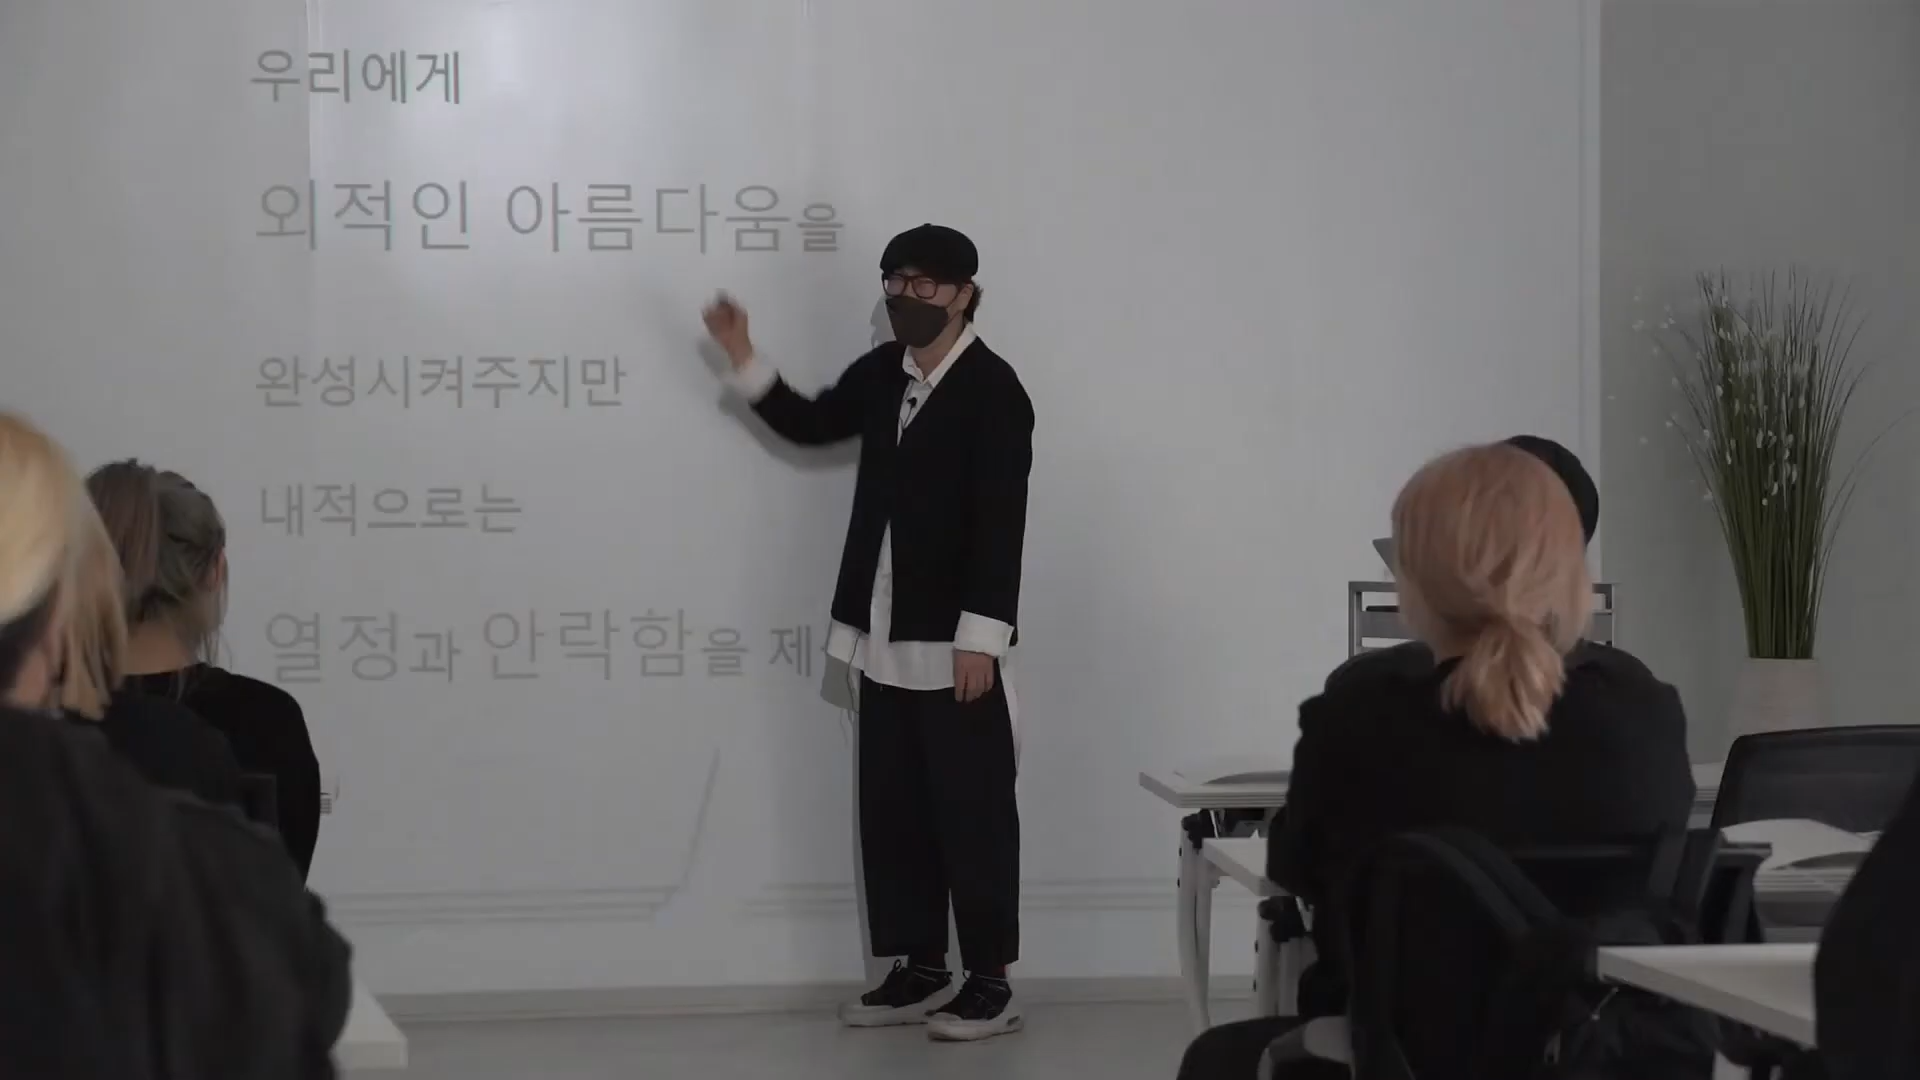 우리에게
외적인 아름다움을
완성시켜주지만
내적으로는
열정과 안락함을 제